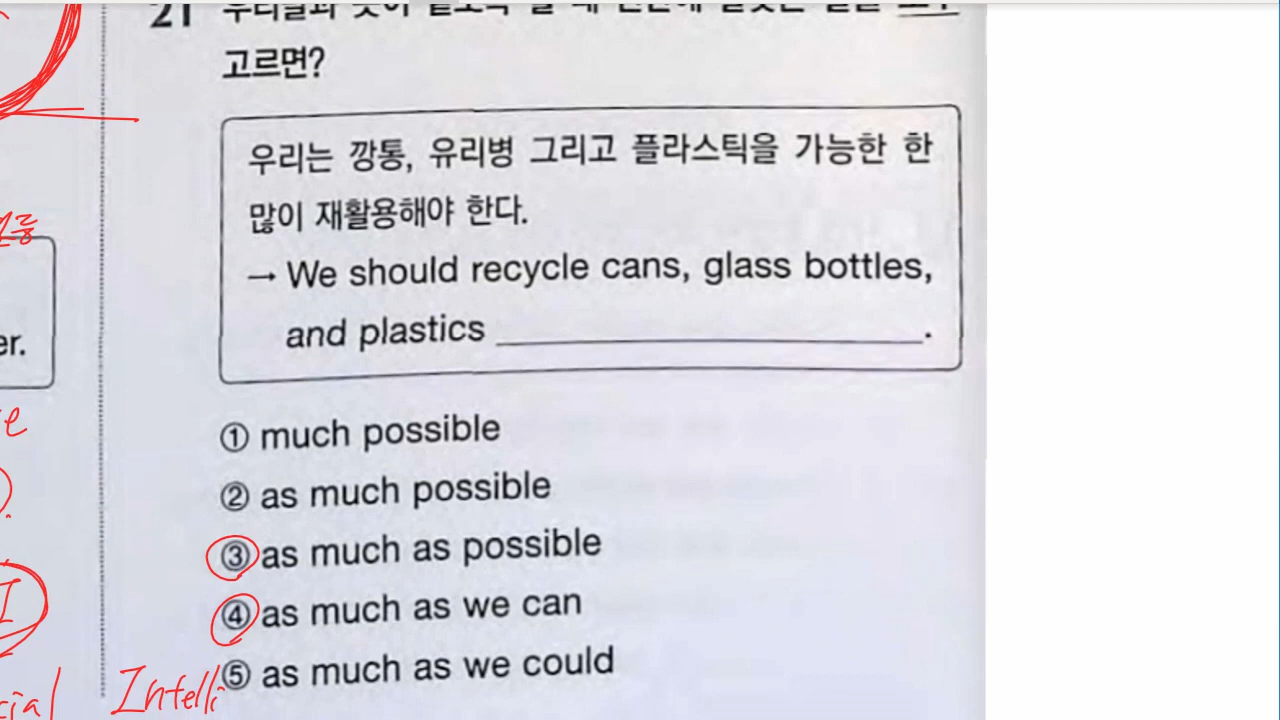 21
고르면?
우리는 깡통, 유리병 그리고 플라스틱을 가능한 한
많이 재활용해야 한다.
→ We should recycle cans, glass bottles,
and plastics ____________________.
① much possible
② as much possible
③ as much as possible
④ as much as we can
⑤ as much as we could
er.
Intelli